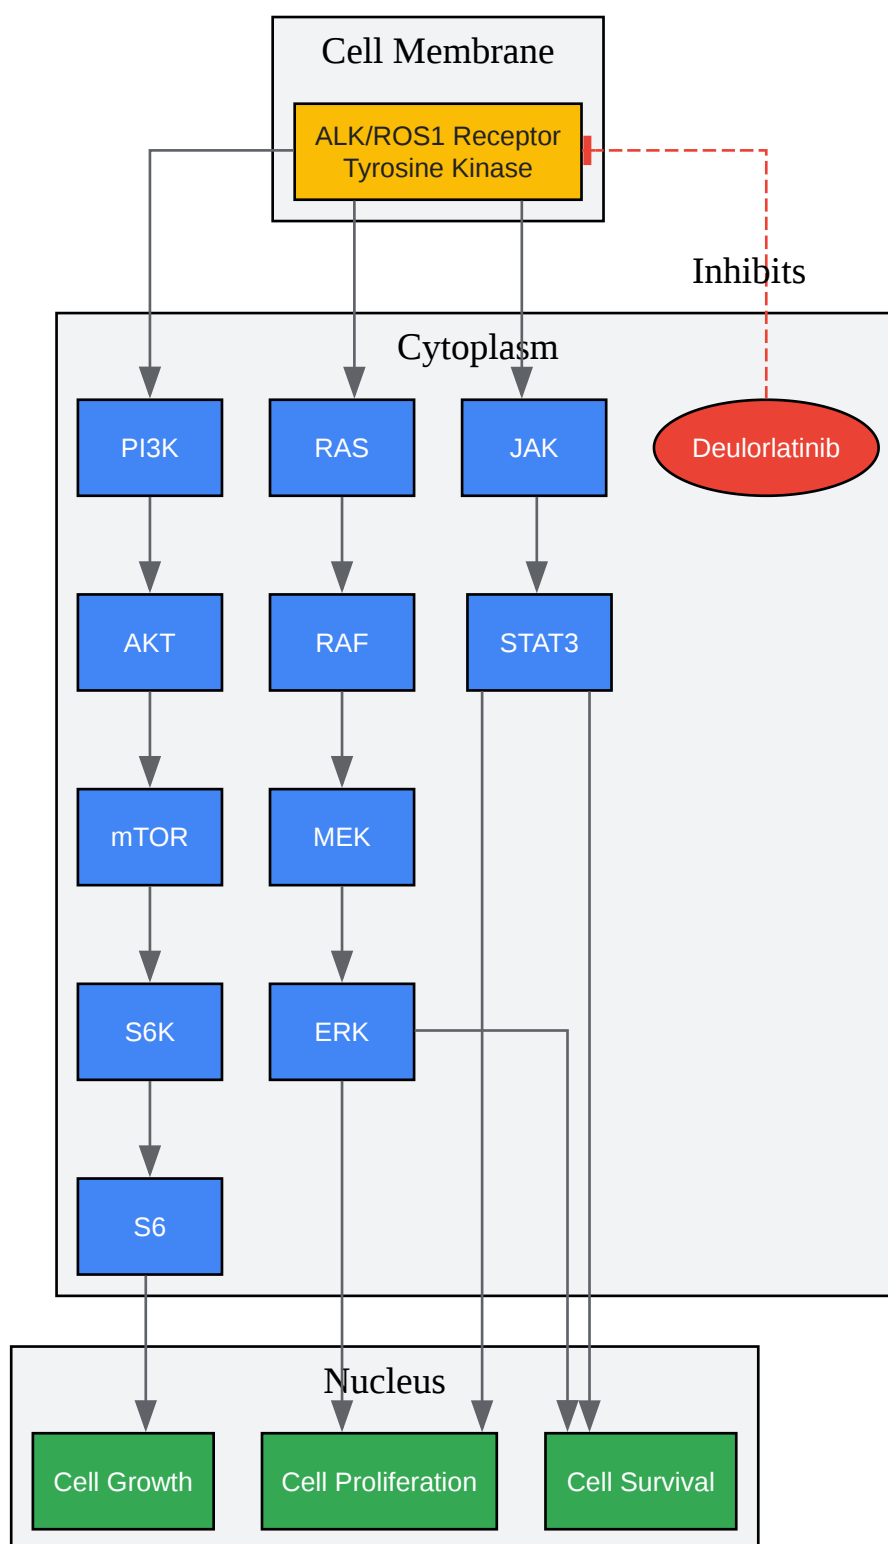 Cell Membrane
ALK/ROS1 Receptor
Tyrosine Kinase
Inhibits
Cytoplasm
PI3K
RAS
JAK
Deulorlatinib
AKT
RAF
STAT3
mTOR
MEK
S6K
ERK
S6
Nucleus
Cell Growth
Cell Proliferation
Cell Survival